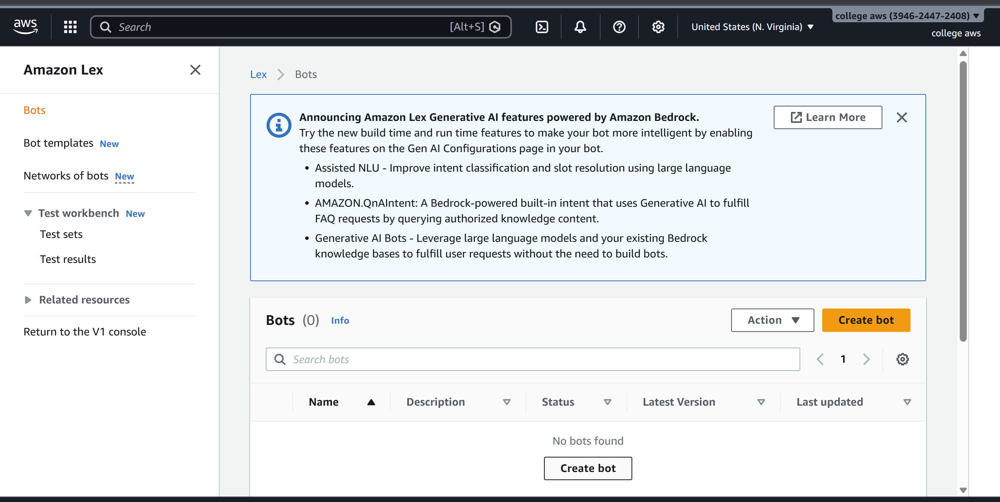 aws
Search
[Alt+S]
United States (N. Virginia)
college aws (3946-2447-2408)
college aws
Amazon Lex
Bots
Bot templates New
Networks of bots New
Test workbench New
Test sets
Test results
Related resources
Return to the V1 console
Lex
Bots
Announcing Amazon Lex Generative AI features powered by Amazon Bedrock.
Try the new build time and run time features to make your bot more intelligent by enabling
these features on the Gen AI Configurations page in your bot.
• Assisted NLU - Improve intent classification and slot resolution using large language
models.
• AMAZON.QnAIntent: A Bedrock-powered built-in intent that uses Generative AI to fulfill
FAQ requests by querying authorized knowledge content.
• Generative AI Bots - Leverage large language models and your existing Bedrock
knowledge bases to fulfill user requests without the need to build bots.
Learn More
Bots (0) Info
Action
Create bot
Search bots
1
Name Description Status Latest Version Last updated
No bots found
Create bot